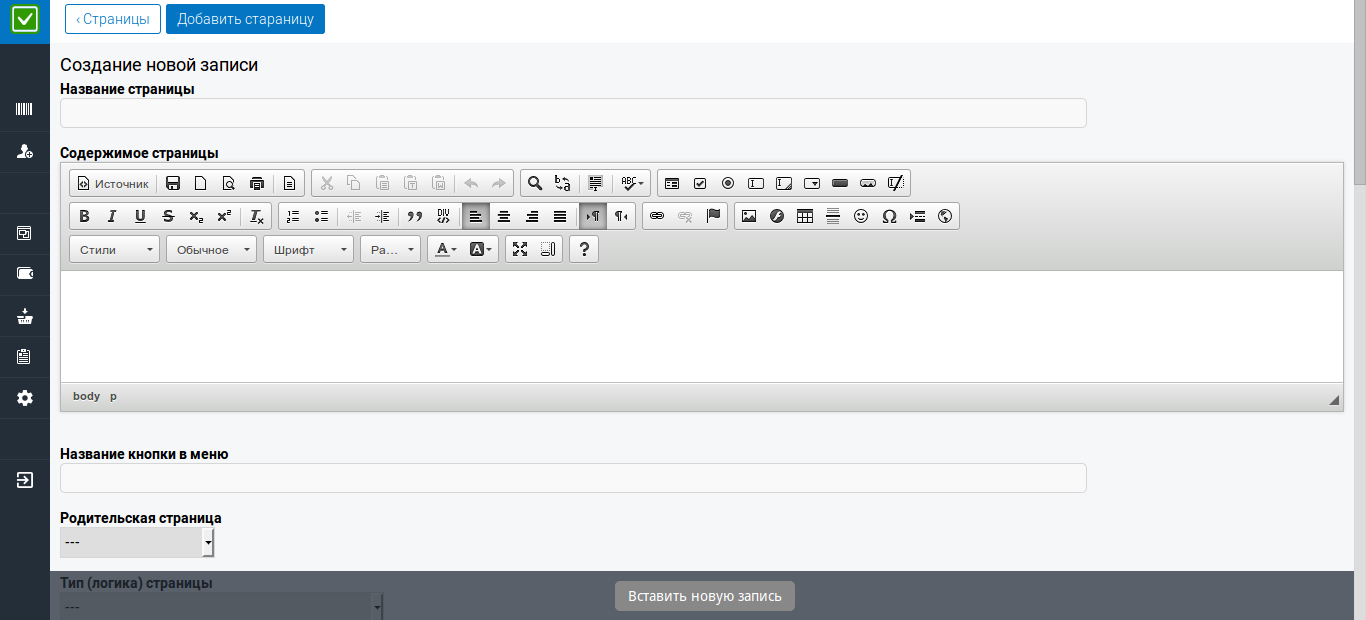 ‹ Страницы Добавить стараницу
Создание новой записи
Название страницы
Содержимое страницы
Источник
Стили Обычное Шрифт Ра...
body p
Название кнопки в меню
Родительская страница
---
Тип (логика) страницы
---
Вставить новую запись